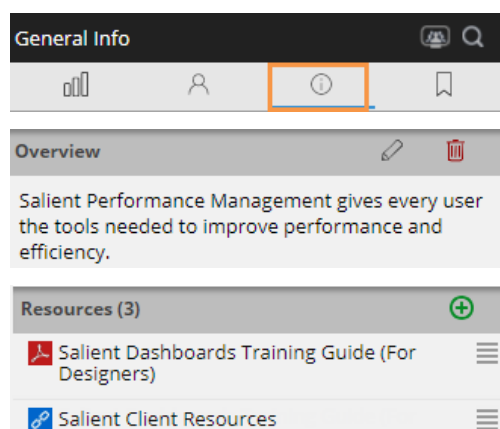 General Info
Overview
Salient Performance Management gives every user
the tools needed to improve performance and
efficiency.
Resources (3)
Salient Dashboards Training Guide (For
Designers)
Salient Client Resources